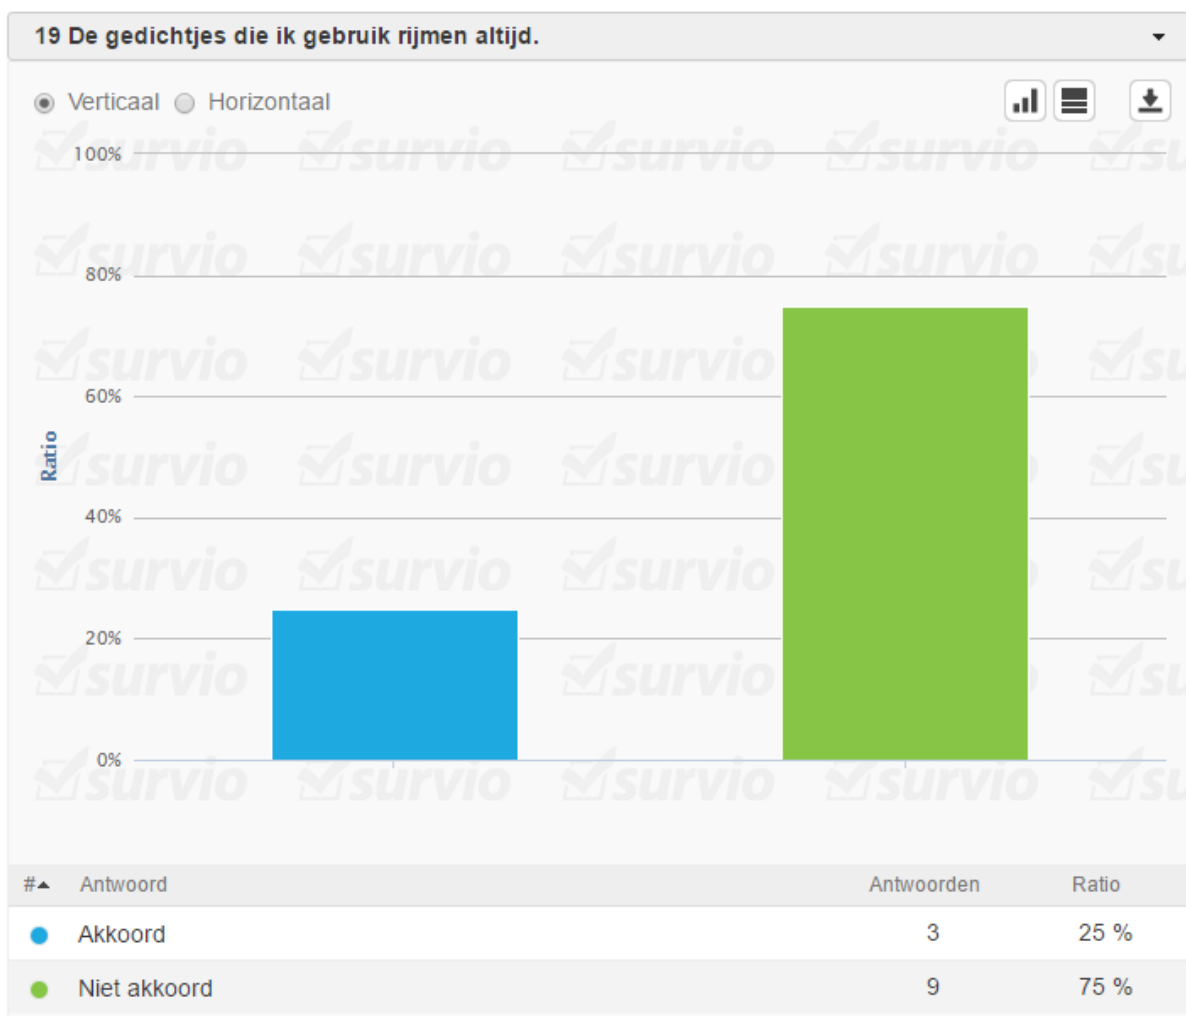 19 De gedichtjes die ik gebruik rijmen altijd.
Verticaal Horizontaal
100%
80%
60%
40%
20%
0%
Ratio
survio
# Antwoord Antwoorden Ratio
Akkoord 3 25 %
Niet akkoord 9 75 %